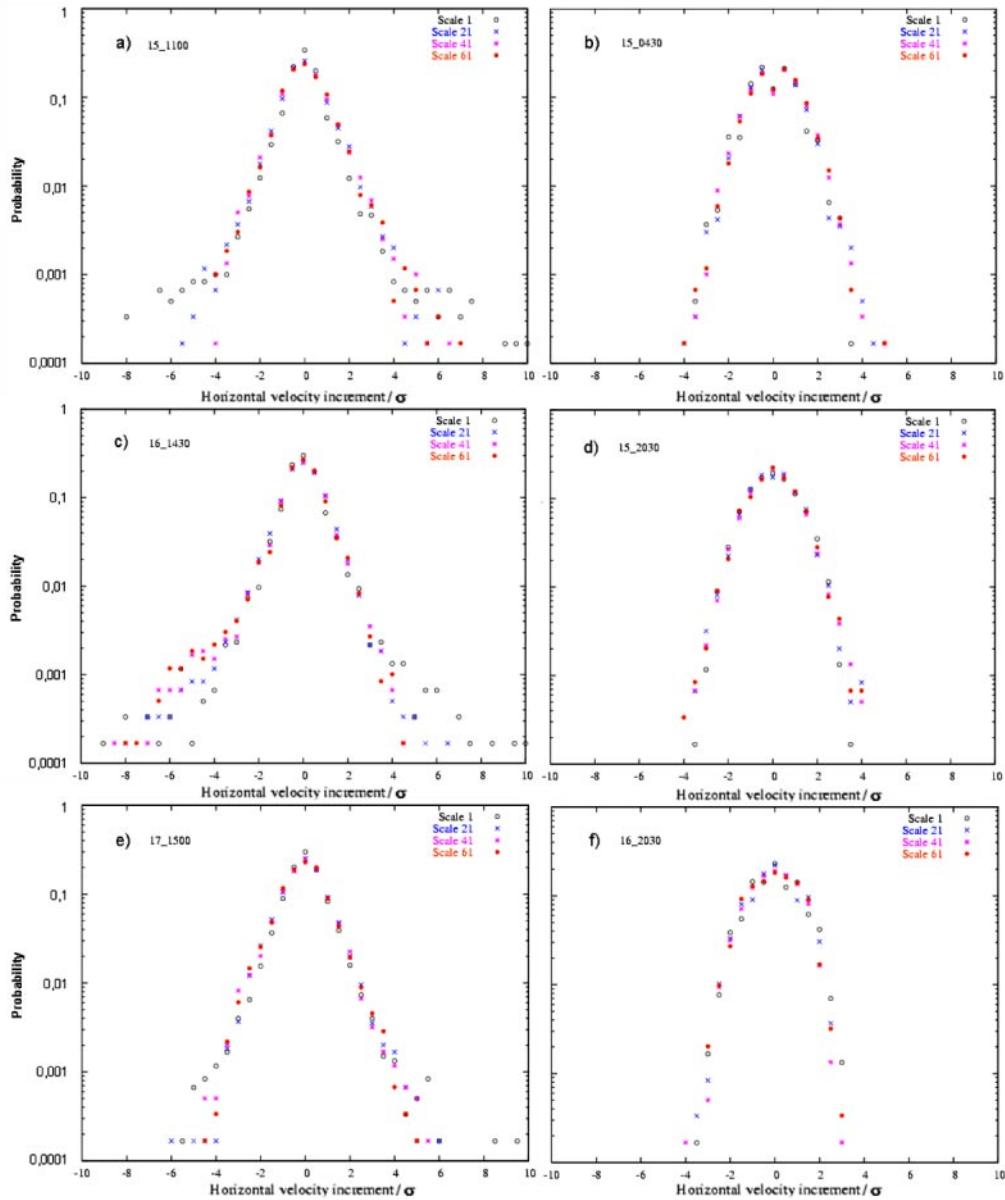 a) 15_1100
Scale 1
Scale 21
Scale 41
Scale 61
1
0,1
0,01
0,001
0,0001
Probability
-10 -8 -6 -4 -2 0 2 4 6 8 10
Horizontal velocity increment/ σ
b) 15_0430
Scale 1
Scale 21
Scale 41
Scale 61
-10 -8 -6 -4 -2 0 2 4 6 8 10
Horizontal velocity increment/ σ
c) 16_1430
Scale 1
Scale 21
Scale 41
Scale 61
1
0,1
0,01
0,001
0,0001
Probability
-10 -8 -6 -4 -2 0 2 4 6 8 10
Horizontal velocity increment/ σ
d) 15_2030
Scale 1
Scale 21
Scale 41
Scale 61
-10 -8 -6 -4 -2 0 2 4 6 8 10
Horizontal velocity increment/ σ
e) 17_1500
Scale 1
Scale 21
Scale 41
Scale 61
1
0,1
0,01
0,001
0,0001
Probability
-10 -8 -6 -4 -2 0 2 4 6 8 10
Horizontal velocity increment/ σ
f) 16_2030
Scale 1
Scale 21
Scale 41
Scale 61
-10 -8 -6 -4 -2 0 2 4 6 8 10
Horizontal velocity increment/ σ